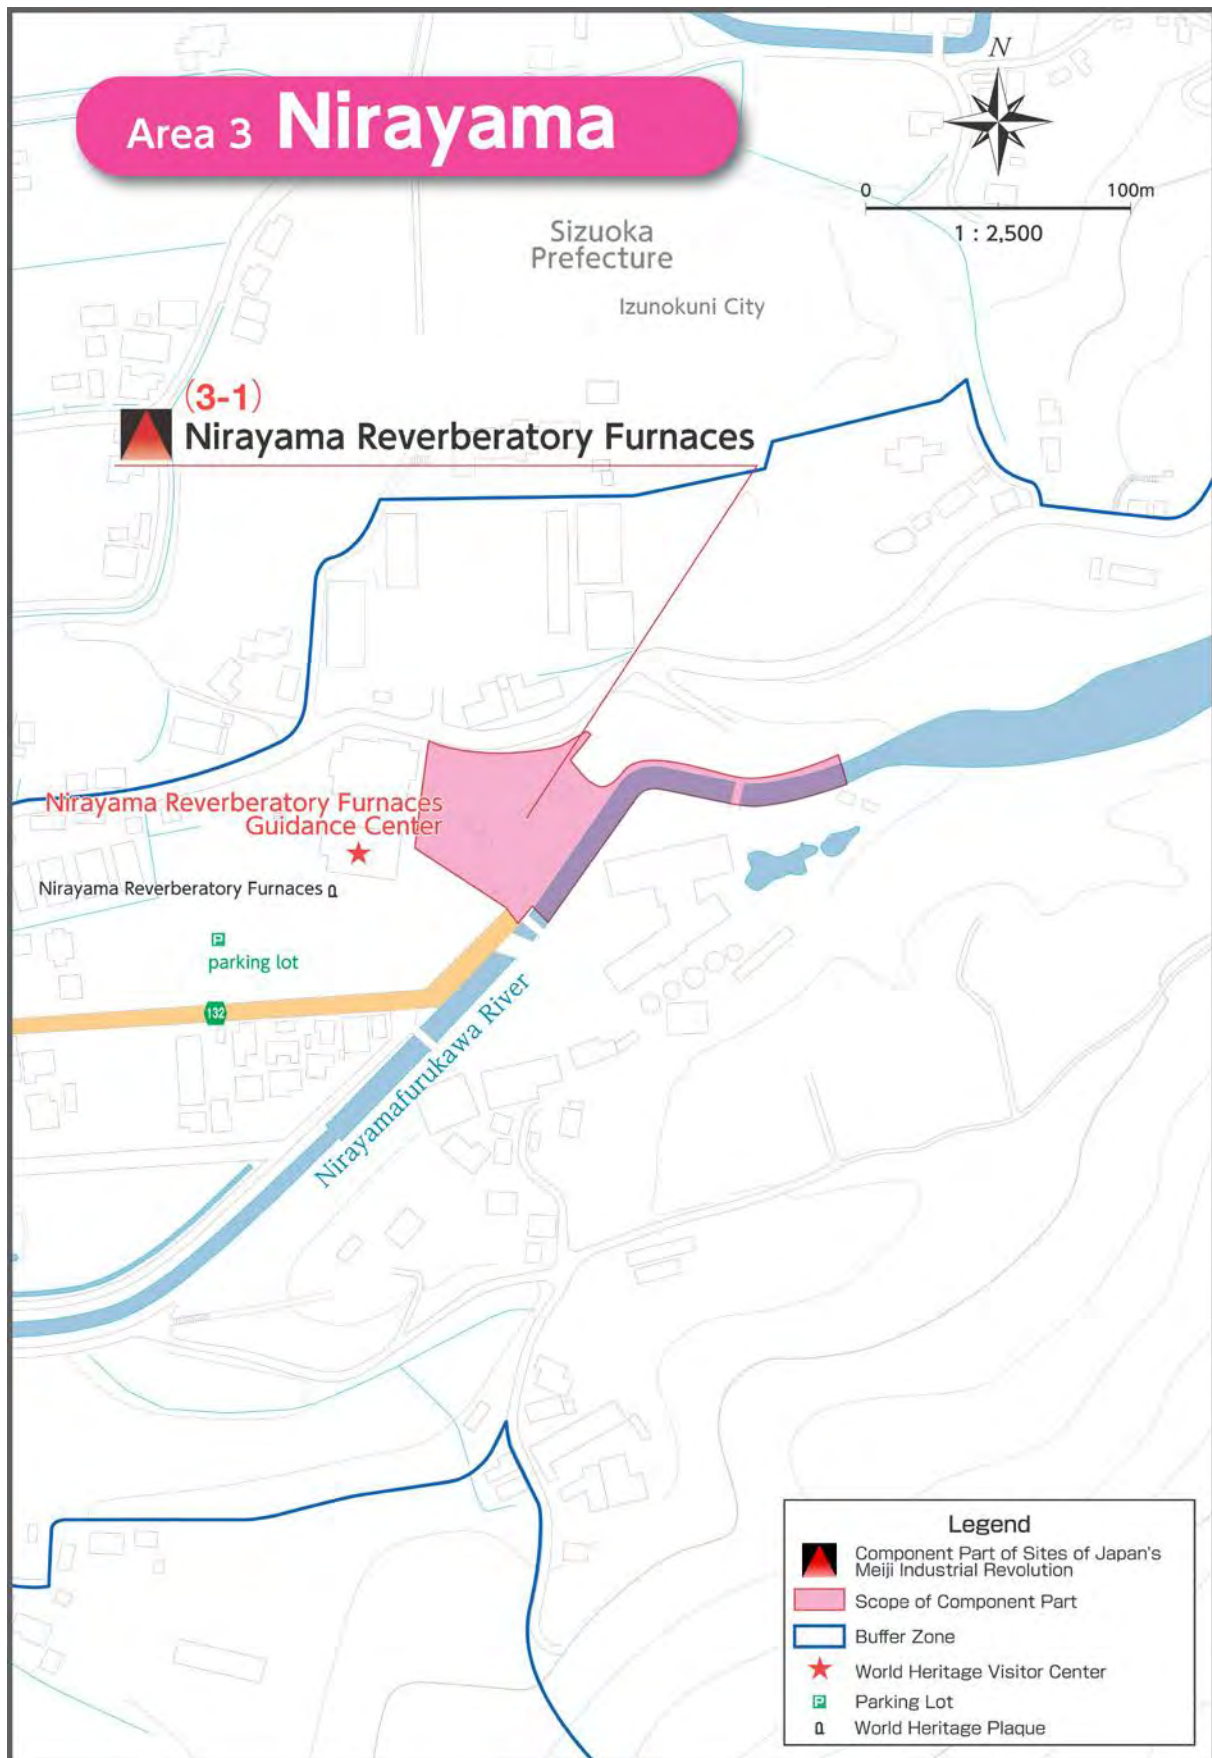 Area 3 Nirayama
N
0 100m
1 : 2,500
Sizuoka
Prefecture
Izunokuni City
(3-1)
Nirayama Reverberatory Furnaces
Nirayama Reverberatory Furnaces
Guidance Center
Nirayama Reverberatory Furnaces
P
parking lot
132
Nirayamafurukawa River
Legend
Component Part of Sites of Japan's
Meiji Industrial Revolution
Scope of Component Part
Buffer Zone
World Heritage Visitor Center
P Parking Lot
World Heritage Plaque